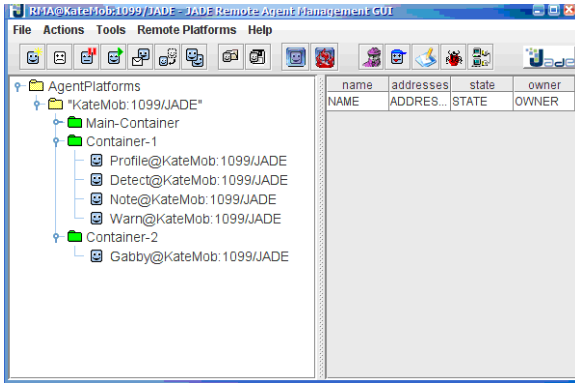 RMA@KateMob:1099/JADE - JADE Remote Agent Management GUI
File Actions Tools Remote Platforms Help
Jade
AgentPlatforms
"KateMob:1099/JADE"
Main-Container
Container-1
Profile@KateMob:1099/JADE
Detect@KateMob:1099/JADE
Note@KateMob:1099/JADE
Warn@KateMob:1099/JADE
Container-2
Gabby@KateMob:1099/JADE
name addresses state owner
NAME ADDRES... STATE OWNER